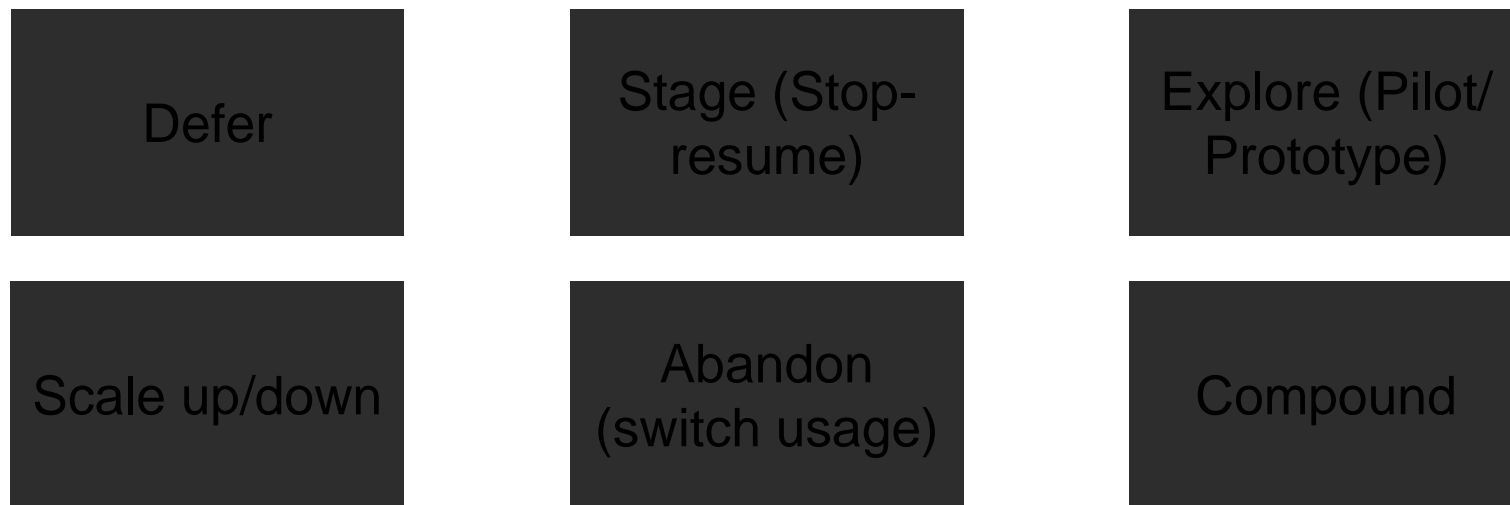 Defer
Stage (Stop-
resume)
Explore (Pilot/
Prototype)
Scale up/down
Abandon
(switch usage)
Compound